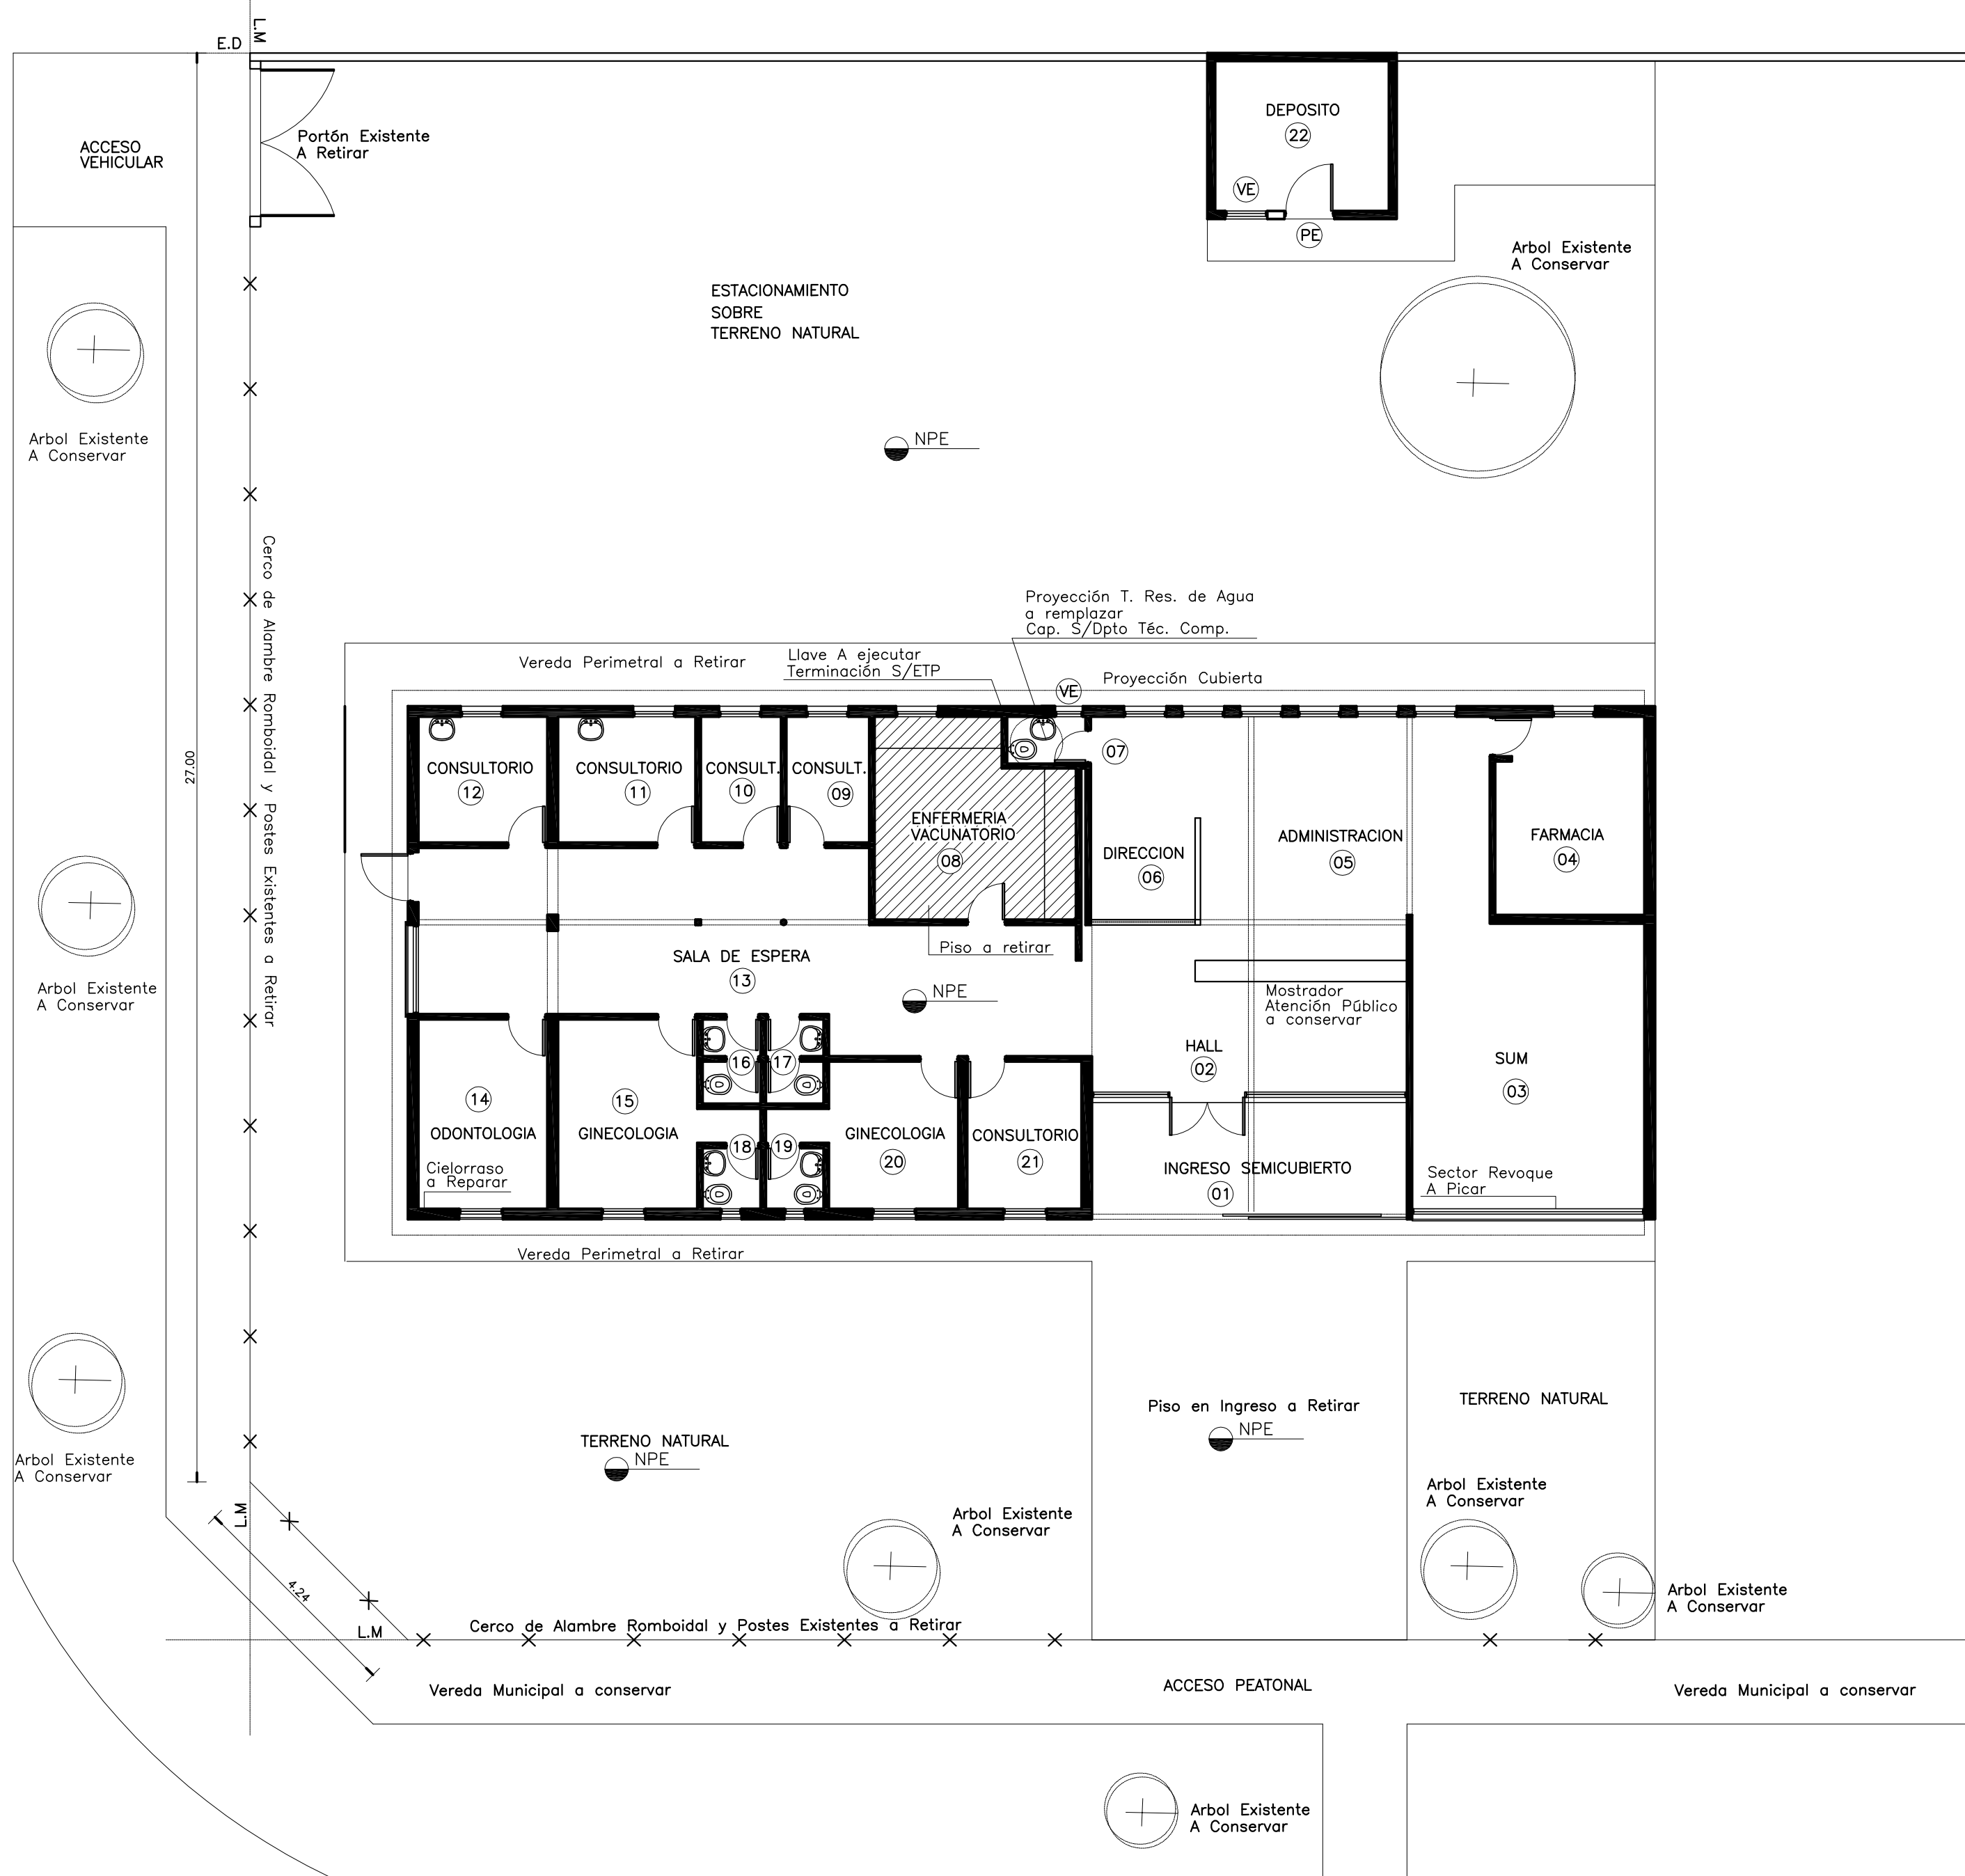 L.M
E.D
ACCESO
VEHICULAR
Portón Existente
A Retirar
DEPOSITO
22
VE
PE
Arbol Existente
A Conservar
ESTACIONAMIENTO
SOBRE
TERRENO NATURAL
Arbol Existente
A Conservar
NPE
Cerco de Alambre Romboidal y Postes Existentes a Retirar
27.00
Proyección T. Res. de Agua
a remplazar
Cap. S/Dpto Téc. Comp.
Vereda Perimetral a Retirar
Llave A ejecutar
Terminación S/ETP
Proyección Cubierta
VE
07
CONSULTORIO
12
CONSULTORIO
11
CONSULT.
10
CONSULT.
09
ENFERMERIA
VACUNATORIO
08
DIRECCION
06
ADMINISTRACION
05
FARMACIA
04
Piso a retirar
SALA DE ESPERA
13
NPE
Mostrador
Atención Público
a conservar
Arbol Existente
A Conservar
HALL
02
SUM
03
16
17
14
ODONTOLOGIA
15
GINECOLOGIA
18
19
GINECOLOGIA
20
CONSULTORIO
21
Cielorraso
a Reparar
INGRESO SEMICUBIERTO
01
Sector Revoque
A Picar
Vereda Perimetral a Retirar
Piso en Ingreso a Retirar
NPE
TERRENO NATURAL
TERRENO NATURAL
NPE
Arbol Existente
A Conservar
L.M
4.24
Arbol Existente
A Conservar
Arbol Existente
A Conservar
Arbol Existente
A Conservar
L.M
Cerco de Alambre Romboidal y Postes Existentes a Retirar
Vereda Municipal a conservar
ACCESO PEATONAL
Vereda Municipal a conservar
Arbol Existente
A Conservar